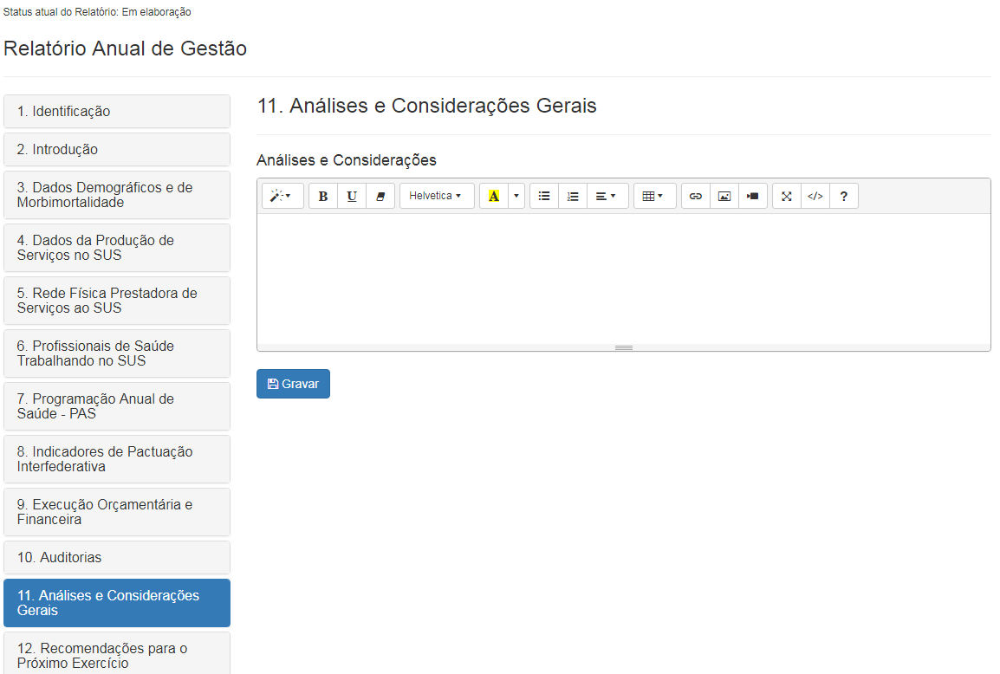 Status atual do Relatório: Em elaboração
Relatório Anual de Gestão
1. Identificação
2. Introdução
3. Dados Demográficos e de
Morbimortalidade
4. Dados da Produção de
Serviços no SUS
5. Rede Física Prestadora de
Serviços ao SUS
6. Profissionais de Saúde
Trabalhando no SUS
7. Programação Anual de
Saúde - PAS
8. Indicadores de Pactuação
Interfederativa
9. Execução Orçamentária e
Financeira
10. Auditorias
11. Análises e Considerações
Gerais
12. Recomendações para o
Próximo Exercício
11. Análises e Considerações Gerais
Análises e Considerações
B U Helvetica A </> ?
Gravar